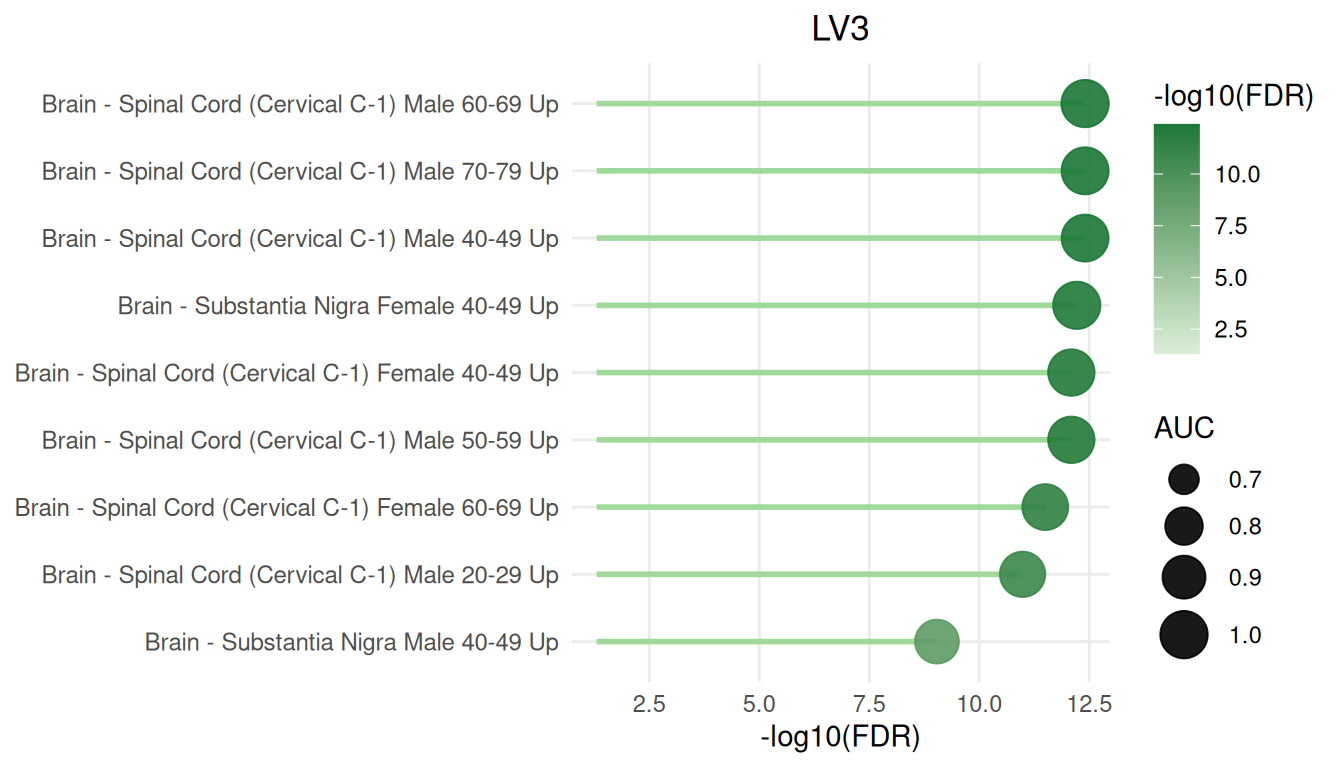 LV3
Brain - Spinal Cord (Cervical C-1) Male 60-69 Up
Brain - Spinal Cord (Cervical C-1) Male 70-79 Up
Brain - Spinal Cord (Cervical C-1) Male 40-49 Up
Brain - Substantia Nigra Female 40-49 Up
Brain - Spinal Cord (Cervical C-1) Female 40-49 Up
Brain - Spinal Cord (Cervical C-1) Male 50-59 Up
Brain - Spinal Cord (Cervical C-1) Female 60-69 Up
Brain - Spinal Cord (Cervical C-1) Male 20-29 Up
Brain - Substantia Nigra Male 40-49 Up
2.5 5.0 7.5 10.0 12.5
-log10(FDR)
-log10(FDR)
10.0
7.5
5.0
2.5
AUC
0.7
0.8
0.9
1.0